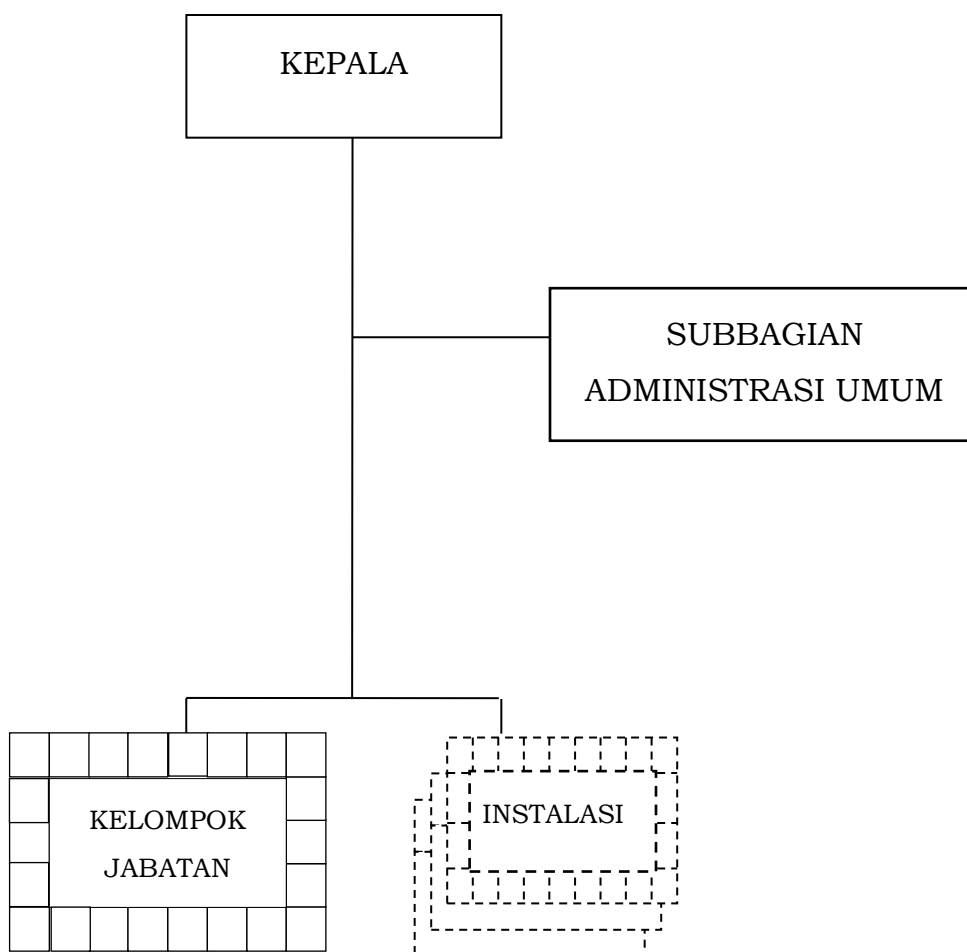 KEPALA
SUBBAGIAN
ADMINISTRASI UMUM
KELOMPOK
JABATAN
INSTALASI